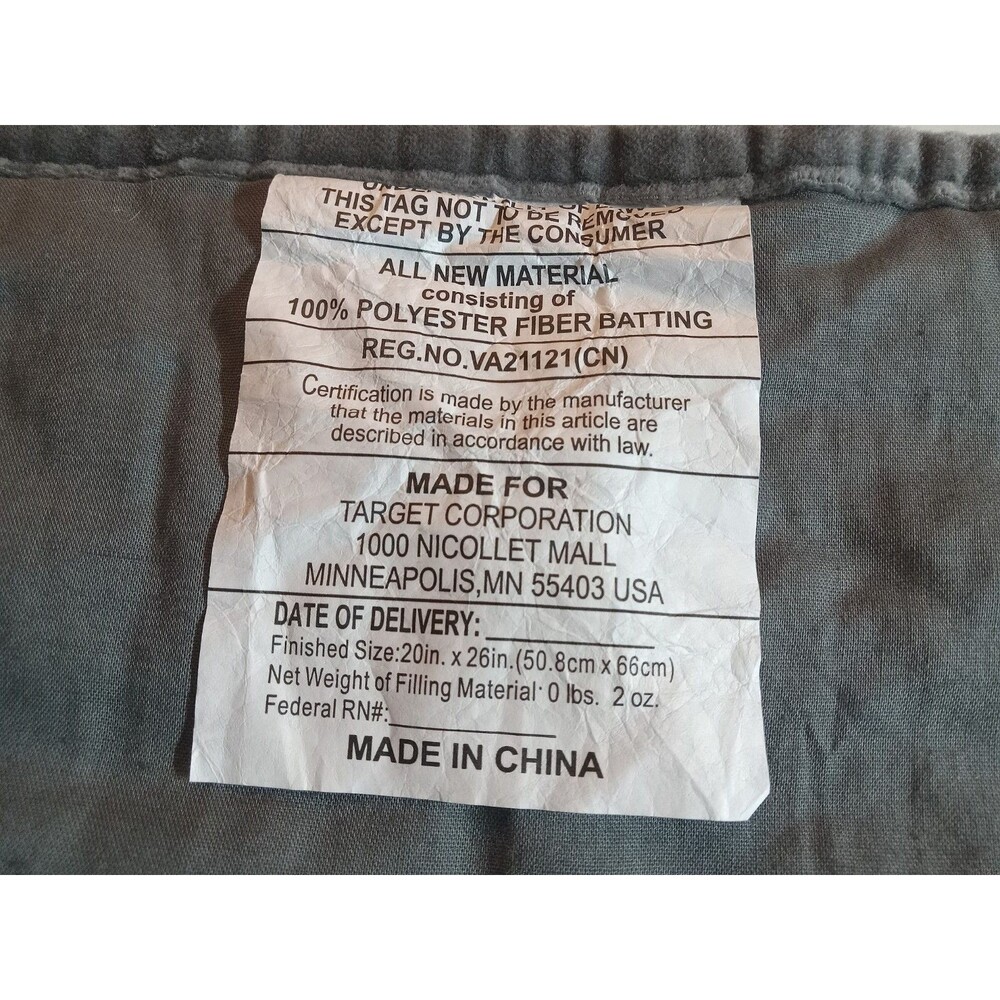 THIS TAG NOT TO BE REMOVED
EXCEPT BY THE CONSUMER
ALL NEW MATERIAL
consisting of
100% POLYESTER FIBER BATTING
REG.NO.VA21121(CN)
Certification is made by the manufacturer
that the materials in this article are
described in accordance with law.
MADE FOR
TARGET CORPORATION
1000 NICOLLET MALL
MINNEAPOLIS,MN 55403 USA
DATE OF DELIVERY:
Finished Size:20in. x 26in.(50.8cm x 66cm)
Net Weight of Filling Material: 0 lbs. 2 oz.
Federal RN#:
MADE IN CHINA